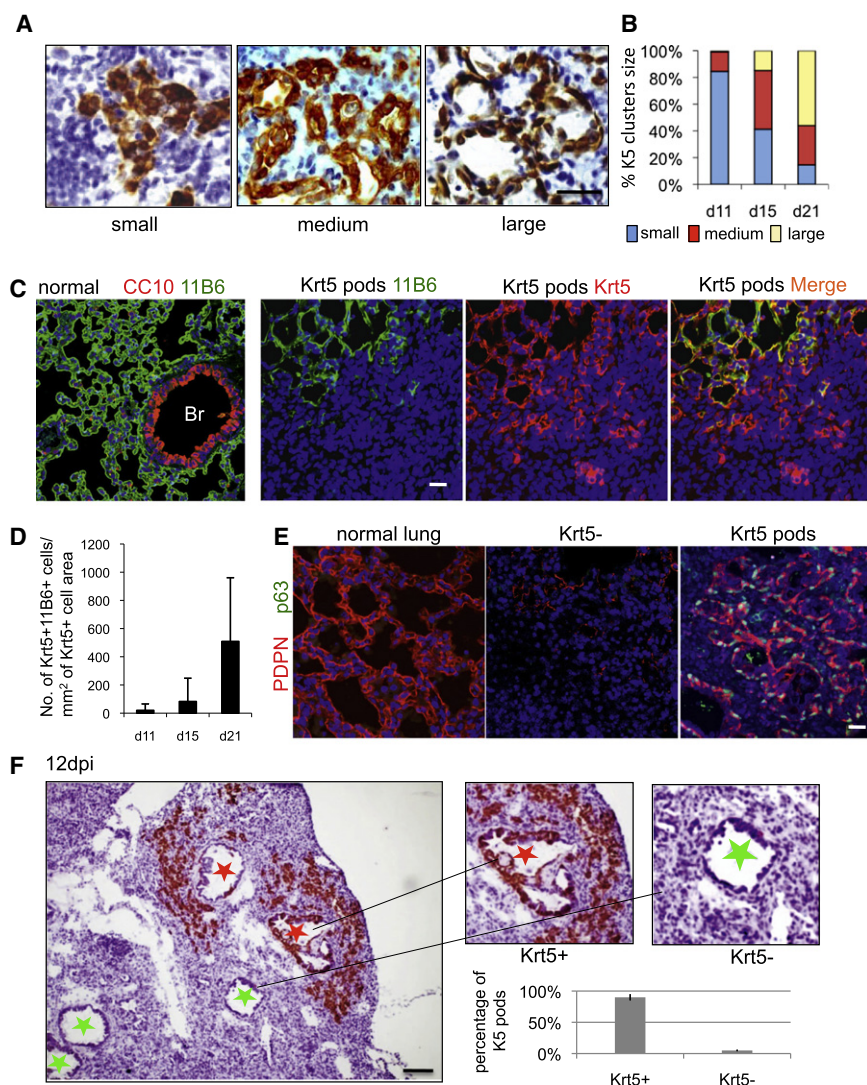 A
small
medium
large
B
% K5 clusters size
100%
80%
60%
40%
20%
0%
d11 d15 d21
small medium large
C
normal CC10 11B6
Br
Krt5 pods 11B6
Krt5 pods Krt5
Krt5 pods Merge
D
No. of Krt5+11B6+ cells/
mm² of Krt5+ cell area
1200
1000
800
600
400
200
0
d11 d15 d21
E
PDPN p63
normal lung
Krt5-
Krt5 pods
F
12dpi
Krt5+
Krt5-
percentage of
K5 pods
100%
50%
0%
Krt5+ Krt5-